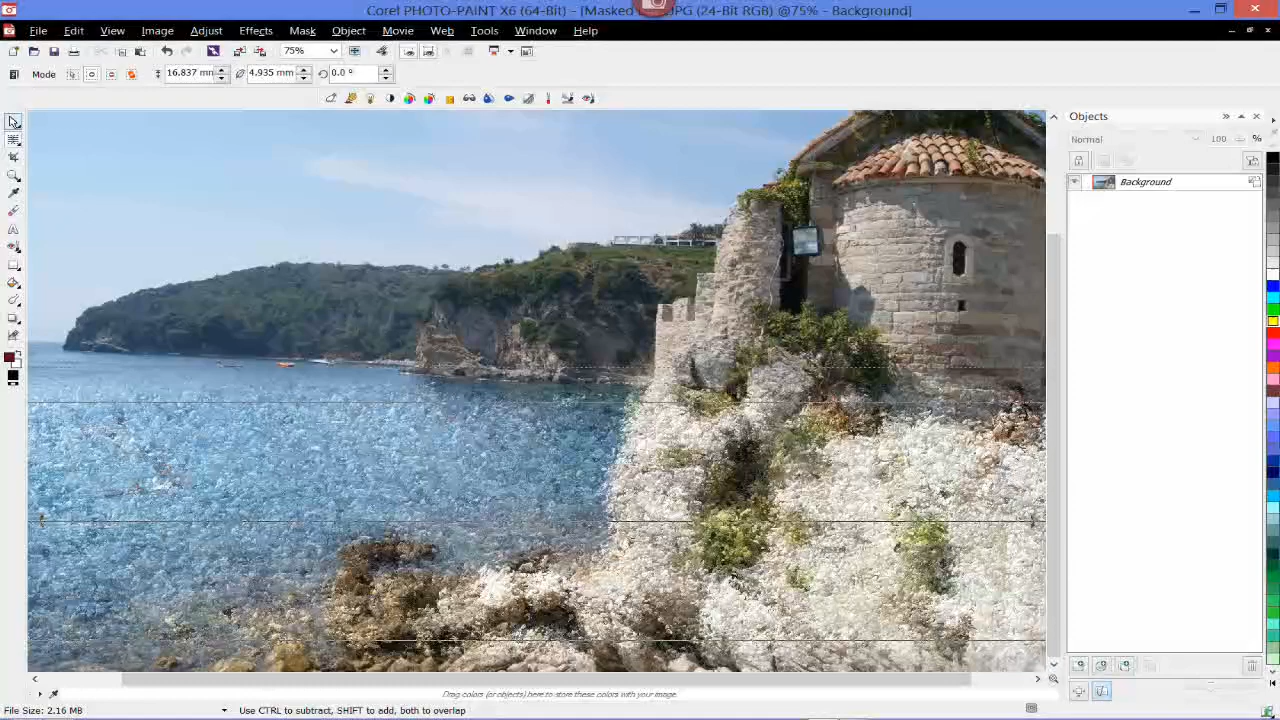 Corel PHOTO-PAINT X6 (64-Bit) - [Masked
JPG (24-Bit RGB) @75% - Background]
File Edit View Image Adjust Effects Mask Object Movie Web Tools Window Help
75%
Mode 16.837 mm 4.935 mm 0.0 °
Objects
Normal 100 %
Background
Drag colors (or objects) here to store these colors with your image.
File Size: 2.16 MB Use CTRL to subtract, SHIFT to add, both to overlap